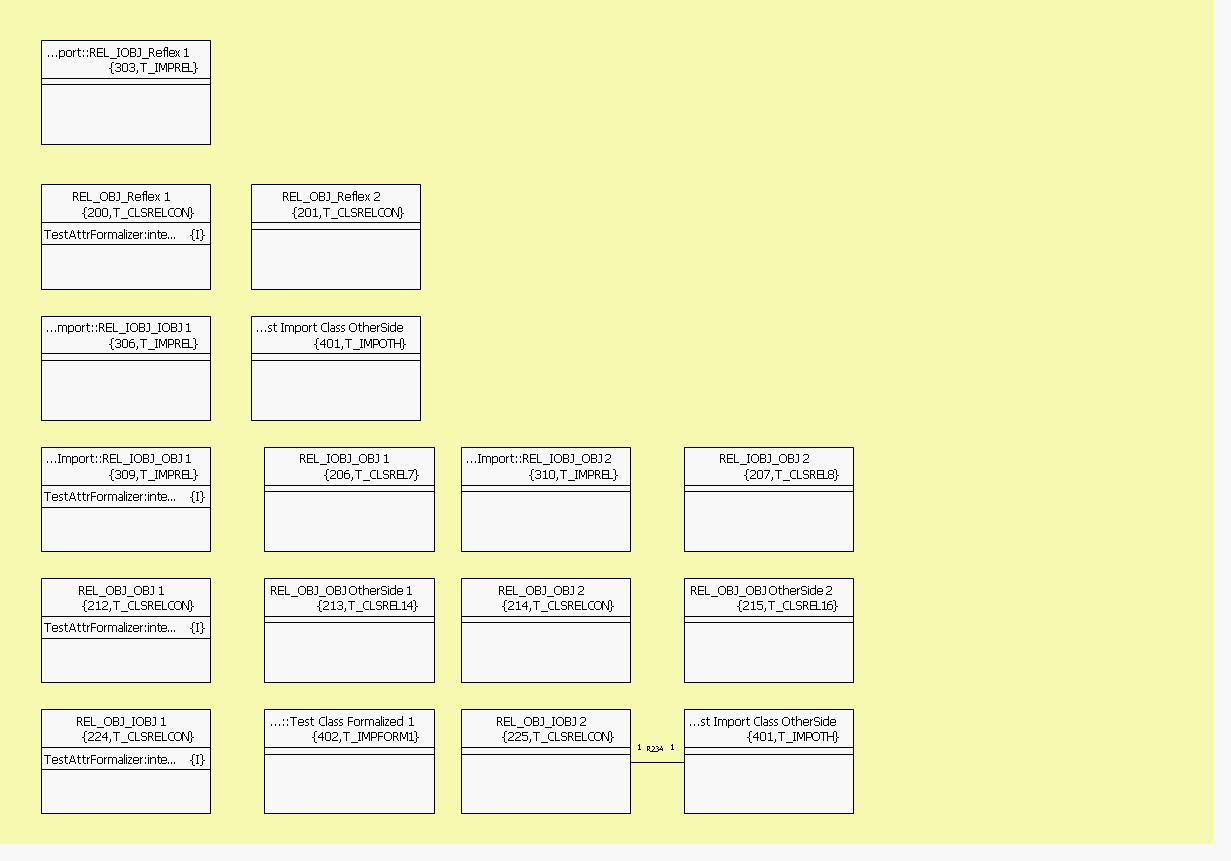 ...port::REL_IOBJ_Reflex 1
{303,T_IMPREL}
REL_OBJ_Reflex 1
{200,T_CLSRELCON}
TestAttrFormalizer:inte... {I}
REL_OBJ_Reflex 2
{201,T_CLSRELCON}
...mport::REL_IOBJ_IOBJ 1
{306,T_IMPREL}
...st Import Class OtherSide
{401,T_IMPOTH}
...Import::REL_IOBJ_OBJ 1
{309,T_IMPREL}
TestAttrFormalizer:inte... {I}
REL_IOBJ_OBJ 1
{206,T_CLSREL7}
...Import::REL_IOBJ_OBJ 2
{310,T_IMPREL}
REL_IOBJ_OBJ 2
{207,T_CLSREL8}
REL_OBJ_OBJ 1
{212,T_CLSRELCON}
TestAttrFormalizer:inte... {I}
REL_OBJ_OBJ OtherSide 1
{213,T_CLSREL14}
REL_OBJ_OBJ 2
{214,T_CLSRELCON}
REL_OBJ_OBJ OtherSide 2
{215,T_CLSREL16}
REL_OBJ_IOBJ 1
{224,T_CLSRELCON}
TestAttrFormalizer:inte... {I}
...::Test Class Formalized 1
{402,T_IMPFORM1}
REL_OBJ_IOBJ 2
{225,T_CLSRELCON}
1 R234 1
...st Import Class OtherSide
{401,T_IMPOTH}